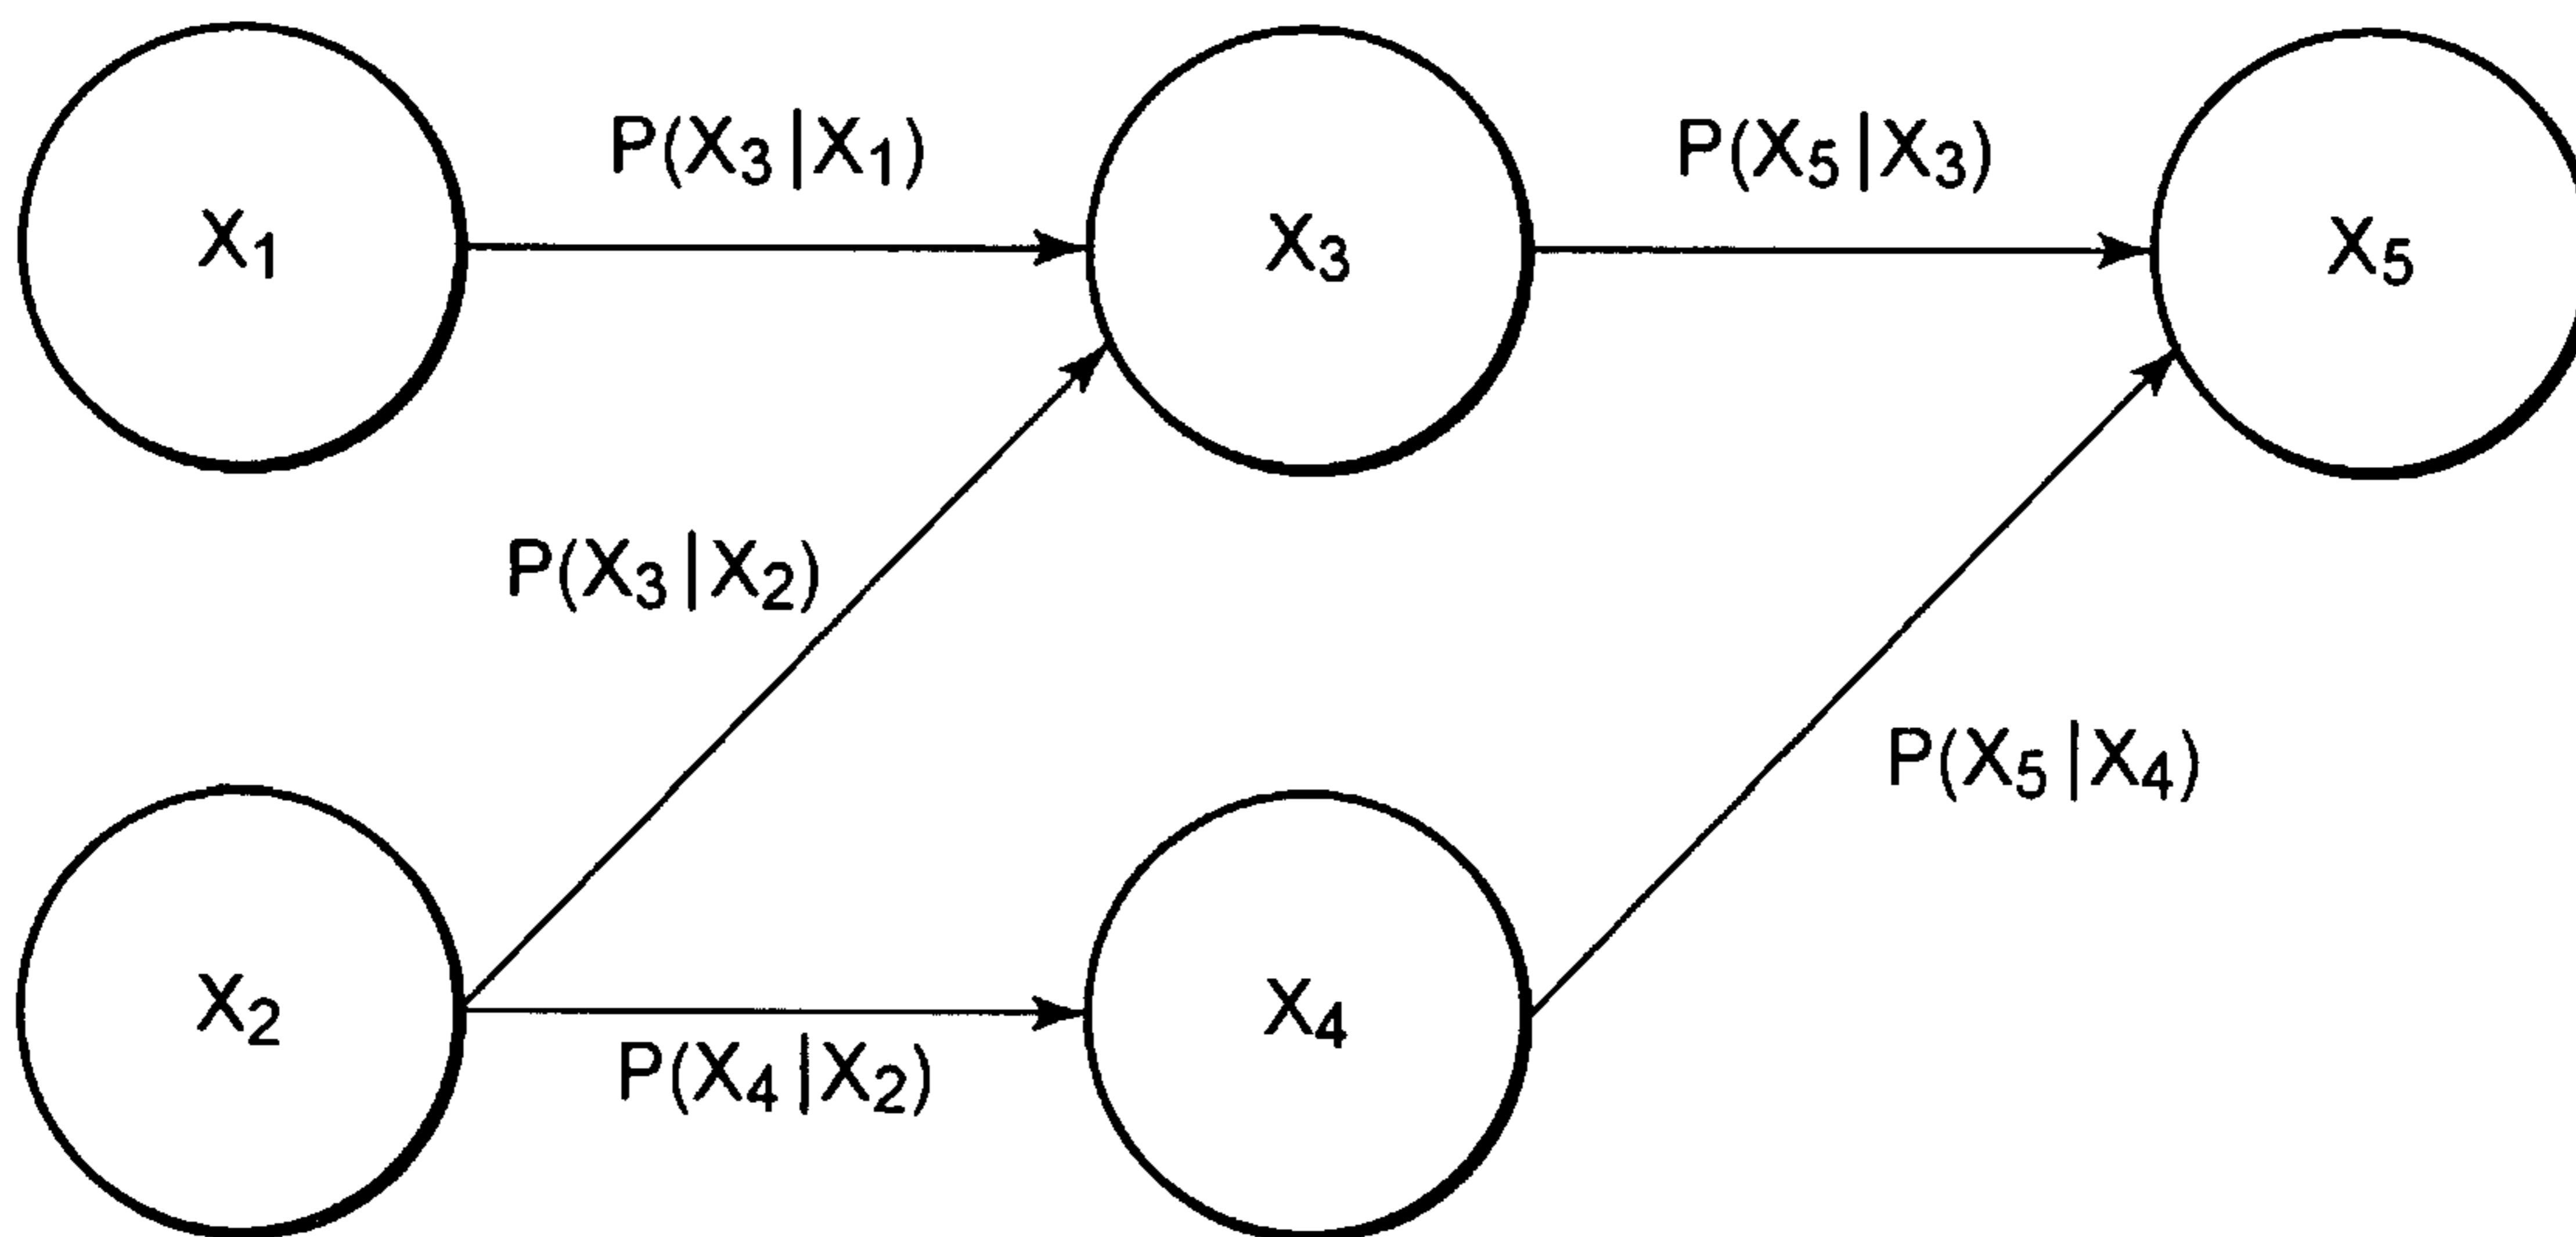 P(X₃|X₁)
P(X₅|X₃)
X₁
X₃
X₅
P(X₃|X₂)
P(X₅|X₄)
X₂
X₄
P(X₄|X₂)